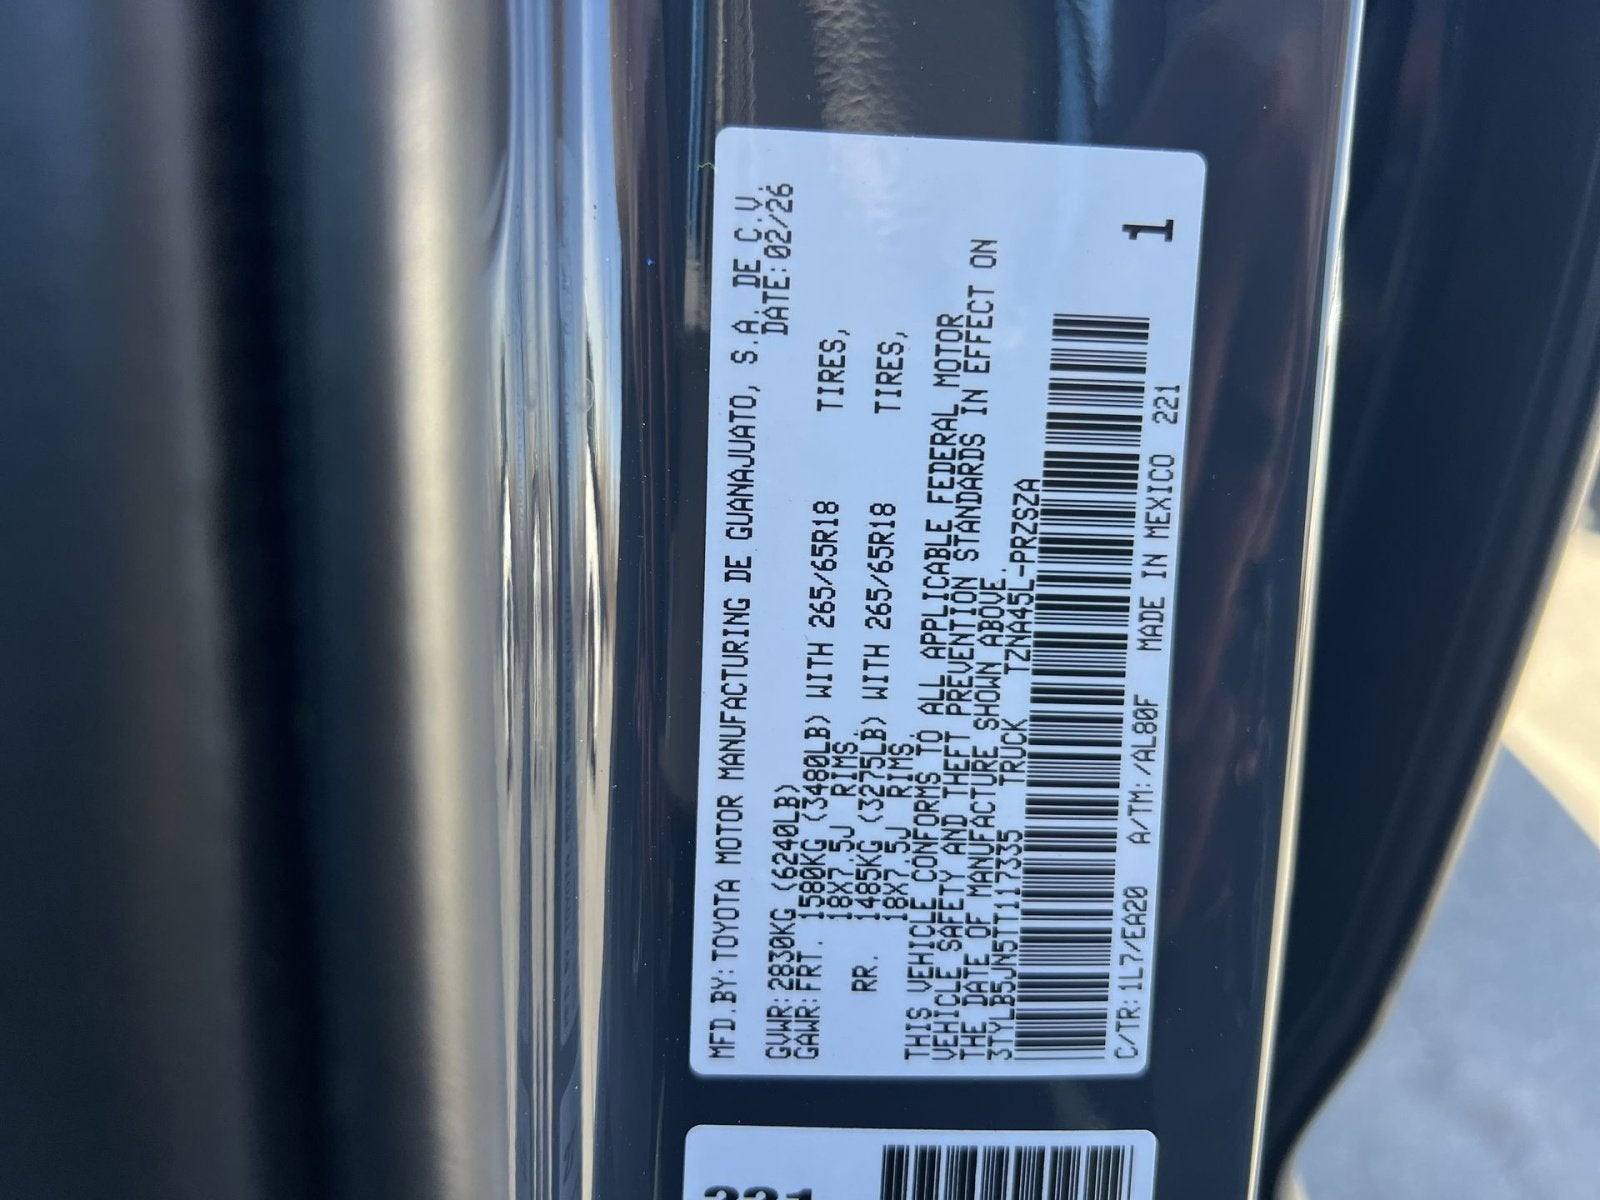 MFD.BY:TOYOTA MOTOR MANUFACTURING DE GUANAJUATO, S.A. DE C.V.
DATE:02/26
GVWR:2830KG (6240LB)
GAWR:FRT. 1580KG (3480LB) WITH 265/65R18 TIRES,
18X7.5J RIMS.
RR. 1485KG (3275LB) WITH 265/65R18 TIRES,
18X7.5J RIMS.
THIS VEHICLE CONFORMS TO ALL APPLICABLE FEDERAL MOTOR
VEHICLE SAFETY AND THEFT PREVENTION STANDARDS IN EFFECT ON
THE DATE OF MANUFACTURE SHOWN ABOVE.
3TYLB5JN5TT117335 TRUCK TZNA45L-PRZSZA
C/TR:1L7/EA20 A/TM:/AL80F MADE IN MEXICO 221
1